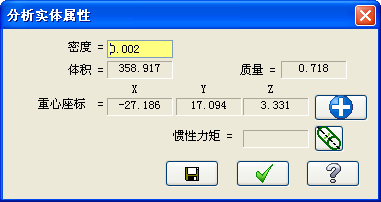 分析实体属性
密度 = 0.002
体积 = 358.917 质量 = 0.718
X Y Z
重心座标 = -27.186 17.094 3.331
惯性力矩 =